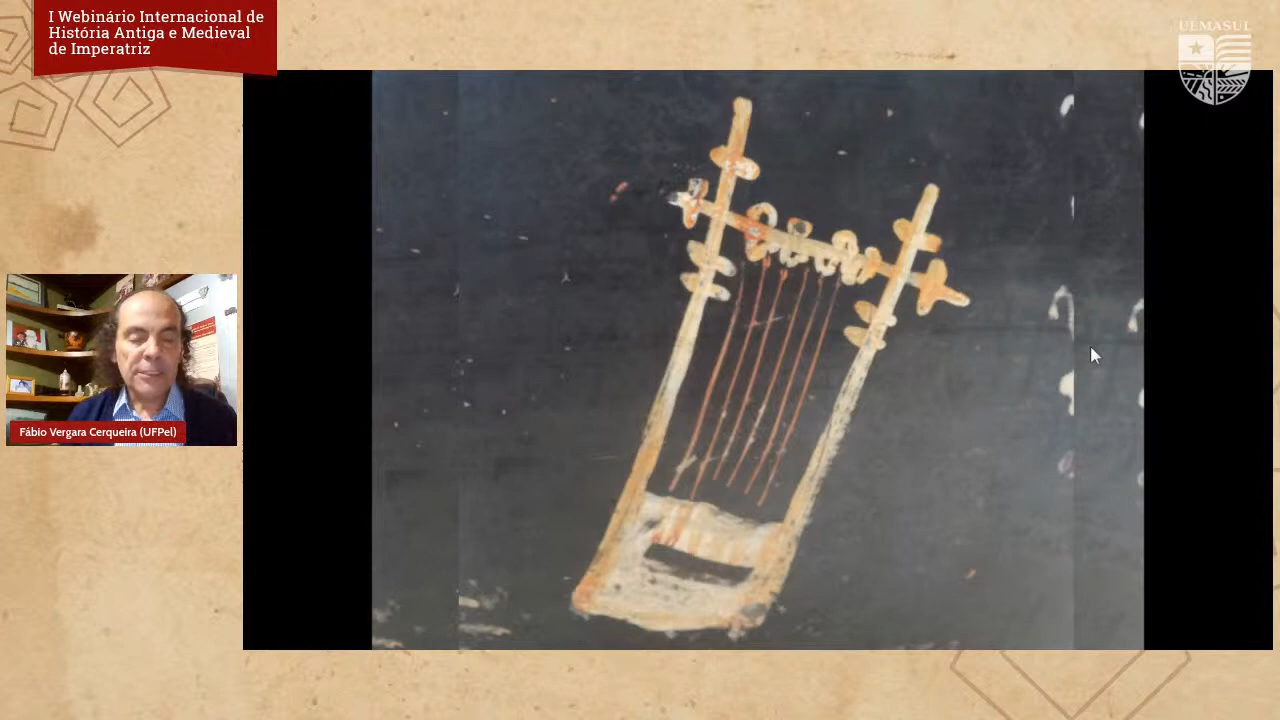 I Webinário Internacional de
História Antiga e Medieval
de Imperatriz
UEMASUL
Fábio Vergara Cerqueira (UFPel)